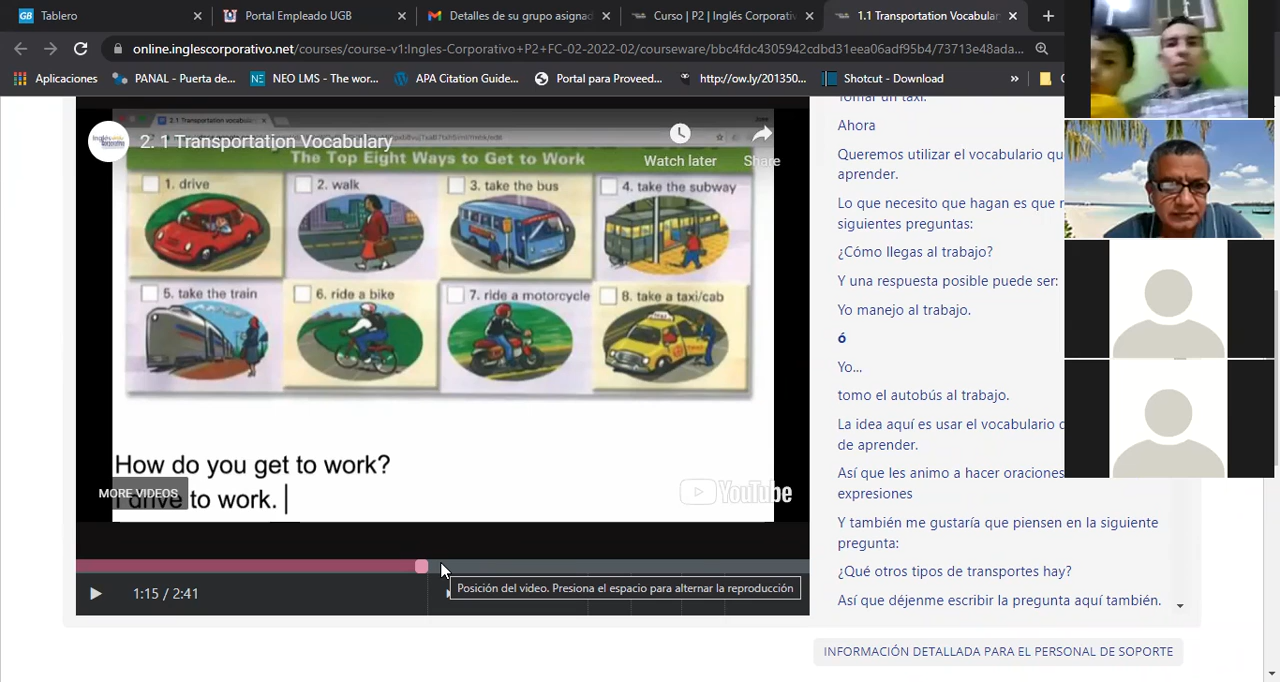 Tablero
Portal Empleado UGB
Detalles de su grupo asignad
Curso | P2 | Inglés Corporativ
1.1 Transportation Vocabular
online.inglescorporativo.net/courses/course-v1:Ingles-Corporativo+P2+FC-02-2022-02/courseware/bbc4fdc4305942cdbd31eea06adf95b4/73713e48ada...
Aplicaciones
PANAL - Puerta de...
NEO LMS - The wor...
APA Citation Guide...
Portal para Proveed...
http://ow.ly/201350...
Shotcut - Download
»
2. 1 Transportation Vocabulary
Watch later
Share
The Top Eight Ways to Get to Work
1. drive
2. walk
3. take the bus
4. take the subway
5. take the train
6. ride a bike
7. ride a motorcycle
8. take a taxi/cab
How do you get to work?
I drive to work.
MORE VIDEOS
YouTube
Posición del video. Presiona el espacio para alternar la reproducción
1:15 / 2:41
Tomar un taxi.
Ahora
Queremos utilizar el vocabulario qu
aprender.
Lo que necesito que hagan es que
siguientes preguntas:
¿Cómo llegas al trabajo?
Y una respuesta posible puede ser:
Yo manejo al trabajo.
ó
Yo...
tomo el autobús al trabajo.
La idea aquí es usar el vocabulario
de aprender.
Así que les animo a hacer oraciones
expresiones
Y también me gustaría que piensen en la siguiente
pregunta:
¿Qué otros tipos de transportes hay?
Así que déjenme escribir la pregunta aquí también.
INFORMACIÓN DETALLADA PARA EL PERSONAL DE SOPORTE